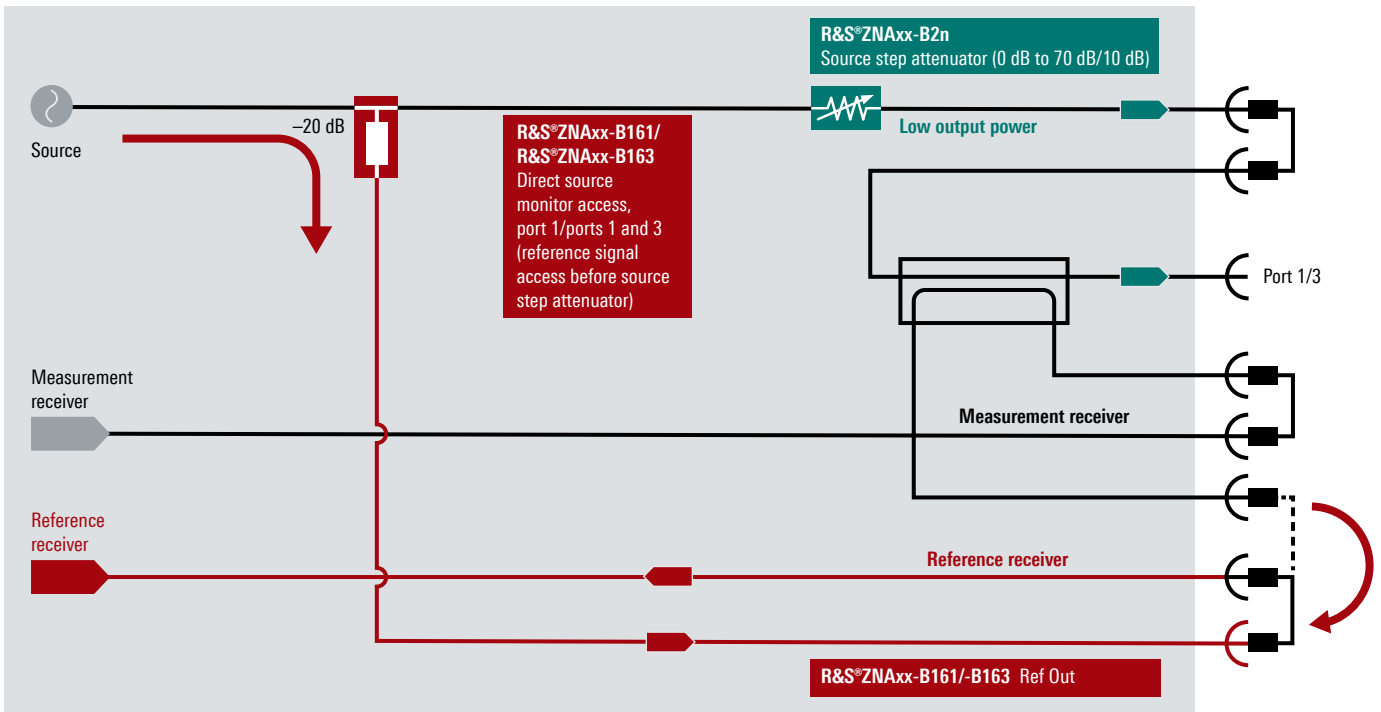 R&S®ZNAxx-B2n
Source step attenuator (0 dB to 70 dB/10 dB)
Source
–20 dB
R&S®ZNAxx-B161/
R&S®ZNAxx-B163
Direct source
monitor access,
port 1/ports 1 and 3
(reference signal
access before source
step attenuator)
Low output power
Port 1/3
Measurement
receiver
Measurement receiver
Reference
receiver
Reference receiver
R&S®ZNAxx-B161/-B163 Ref Out